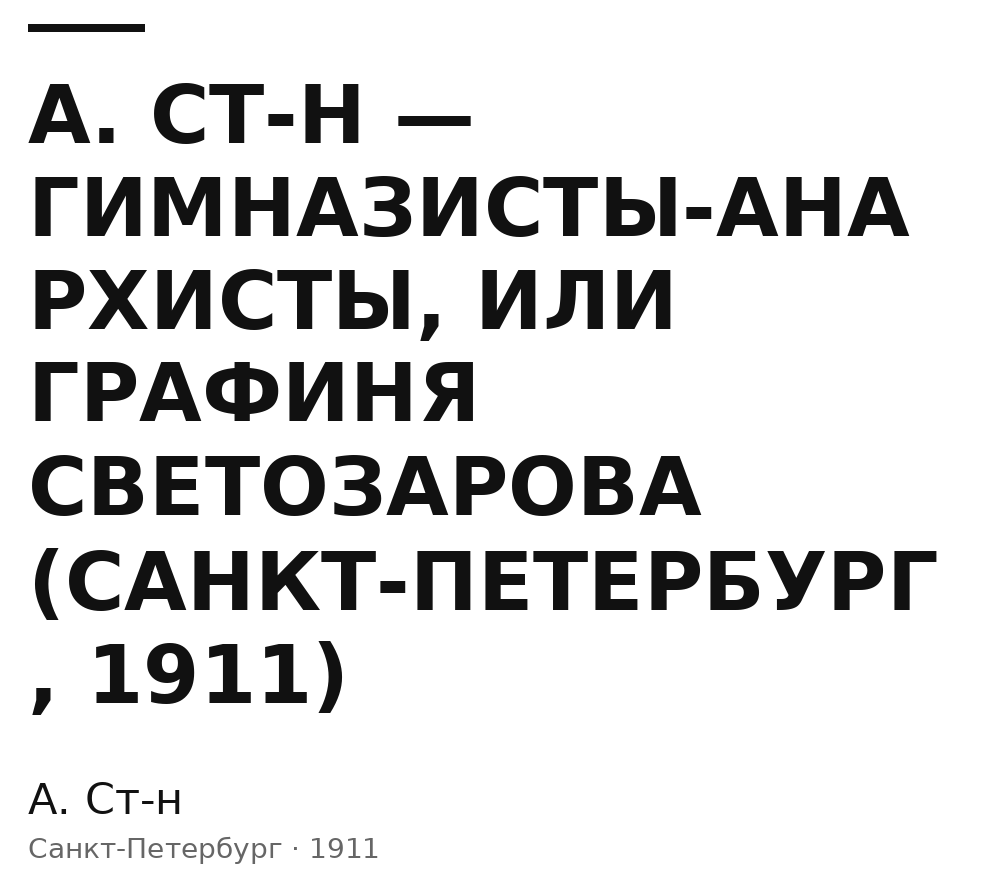 А. СТ-Н —
ГИМНАЗИСТЫ-АНА
РХИСТЫ, ИЛИ
ГРАФИНЯ
СВЕТОЗАРОВА
(САНКТ-ПЕТЕРБУРГ
, 1911)
А. Ст-н
Санкт-Петербург · 1911